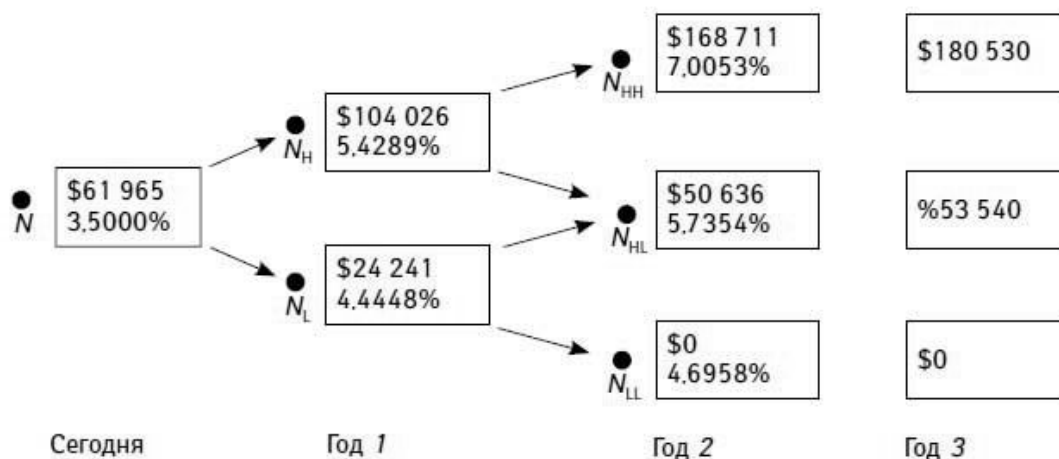 $168 711
7,0053%
N_HH
$180 530
$104 026
5,4289%
N_H
$61 965
3,5000%
N
$50 636
5,7354%
N_HL
%53 540
$24 241
4,4448%
N_L
$0
4,6958%
N_LL
$0
Сегодня
Год 1
Год 2
Год 3